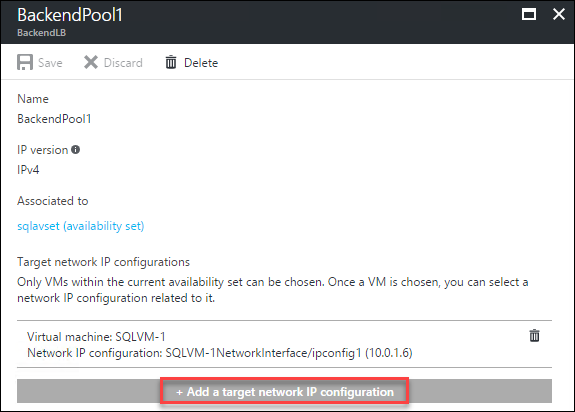 BackendPool1
BackendLB
Save Discard Delete
Name
BackendPool1
IP version
IPv4
Associated to
sqlavset (availability set)
Target network IP configurations
Only VMs within the current availability set can be chosen. Once a VM is chosen, you can select a
network IP configuration related to it.
Virtual machine: SQLVM-1
Network IP configuration: SQLVM-1NetworkInterface/ipconfig1 (10.0.1.6)
+ Add a target network IP configuration